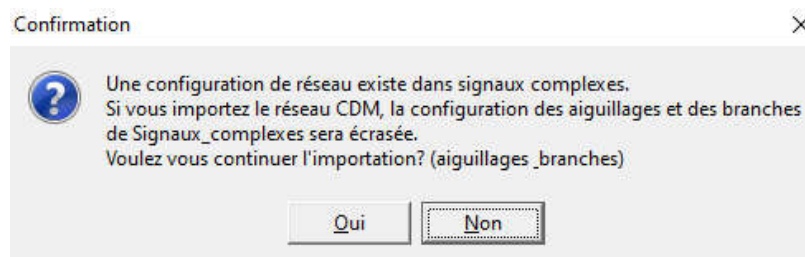 Confirmation
Une configuration de réseau existe dans signaux complexes.
Si vous importez le réseau CDM, la configuration des aiguillages et des branches
de Signaux_complexes sera écrasée.
Voulez vous continuer l'importation? (aiguillages _branches)
Oui
Non